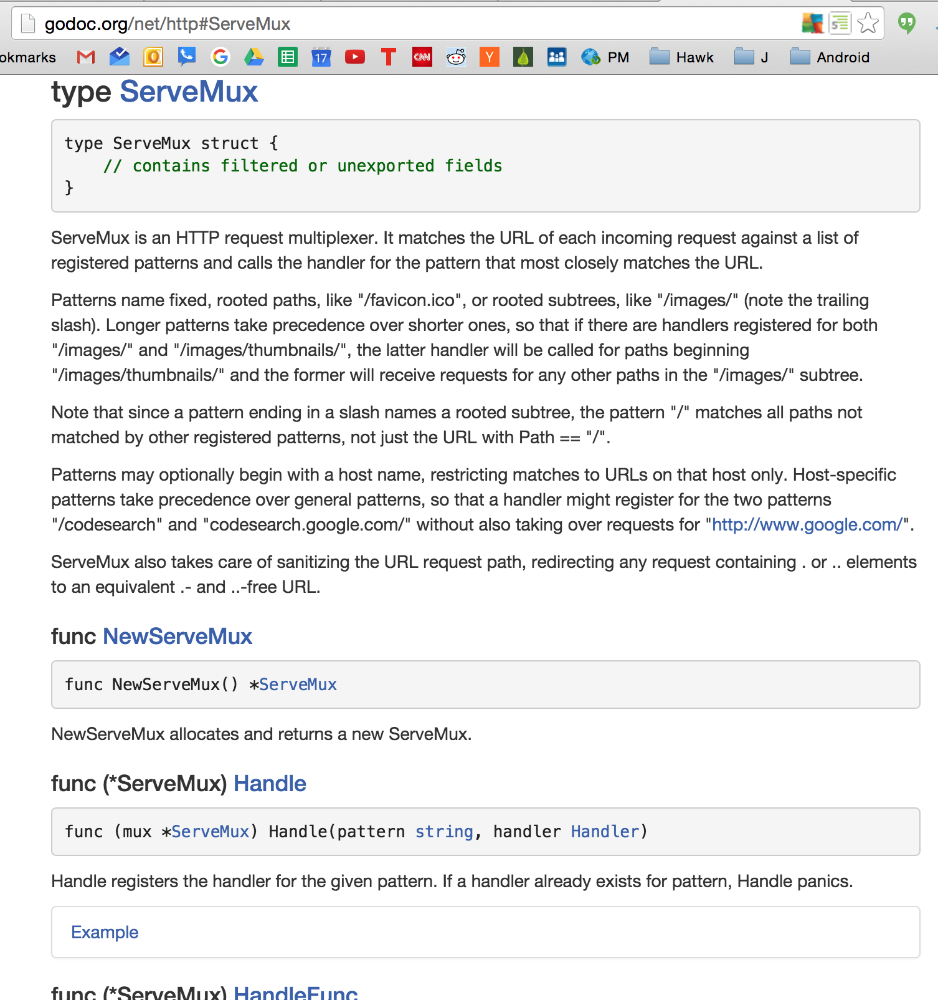 godoc.org/net/http#ServeMux
okmarks 17 T CNN Y PM Hawk J Android
type ServeMux
type ServeMux struct {
// contains filtered or unexported fields
}
ServeMux is an HTTP request multiplexer. It matches the URL of each incoming request against a list of
registered patterns and calls the handler for the pattern that most closely matches the URL.
Patterns name fixed, rooted paths, like "/favicon.ico", or rooted subtrees, like "/images/" (note the trailing
slash). Longer patterns take precedence over shorter ones, so that if there are handlers registered for both
"/images/" and "/images/thumbnails/", the latter handler will be called for paths beginning
"/images/thumbnails/" and the former will receive requests for any other paths in the "/images/" subtree.
Note that since a pattern ending in a slash names a rooted subtree, the pattern "/" matches all paths not
matched by other registered patterns, not just the URL with Path == "/".
Patterns may optionally begin with a host name, restricting matches to URLs on that host only. Host-specific
patterns take precedence over general patterns, so that a handler might register for the two patterns
"/codesearch" and "codesearch.google.com/" without also taking over requests for "http://www.google.com/".
ServeMux also takes care of sanitizing the URL request path, redirecting any request containing . or .. elements
to an equivalent .- and ..-free URL.
func NewServeMux
func NewServeMux() *ServeMux
NewServeMux allocates and returns a new ServeMux.
func (*ServeMux) Handle
func (mux *ServeMux) Handle(pattern string, handler Handler)
Handle registers the handler for the given pattern. If a handler already exists for pattern, Handle panics.
Example
func (*ServeMux) HandleFunc